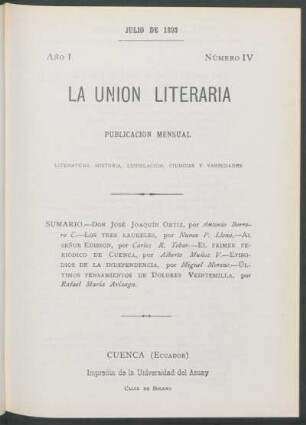 JULIO DE 1893
AÑO I. NÚMERO IV
LA UNION LITERARIA
PUBLICACION MENSUAL
LITERATURA, HISTORIA, LEGISLACIÓN, CIENCIAS Y VARIEDADES
SUMARIO.—DON JOSÉ JOAQUÍN ORTIZ, por Antonio Borre-
ro C.—LOS TRES LAURELES, por Numa P. Llona.—AL
SEÑOR EDISSON, por Carlos R. Tobar.—EL PRIMER PE-
RIÓDICO DE CUENCA, por Alberto Muñoz V.—EPISO-
DIOS DE LA INDEPENDENCIA, por Miguel Moreno.—ÚL-
TIMOS PENSAMIENTOS DE DOLORES VEINTEMILLA, por
Rafael María Arízaga.
CUENCA (ECUADOR)
Imprenta de la Universidad del Azuay
CALLE DE BOLÍVAR